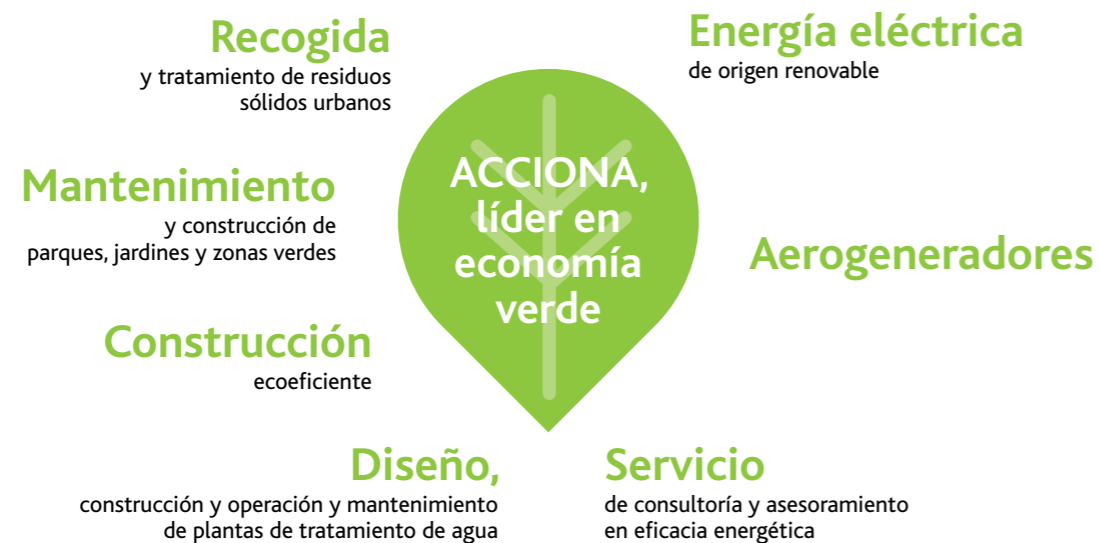 Recogida
y tratamiento de residuos
sólidos urbanos
Energía eléctrica
de origen renovable
Mantenimiento
y construcción de
parques, jardines y zonas verdes
ACCIONA,
líder en
economía
verde
Aerogeneradores
Construcción
ecoeficiente
Diseño,
construcción y operación y mantenimiento
de plantas de tratamiento de agua
Servicio
de consultoría y asesoramiento
en eficacia energética